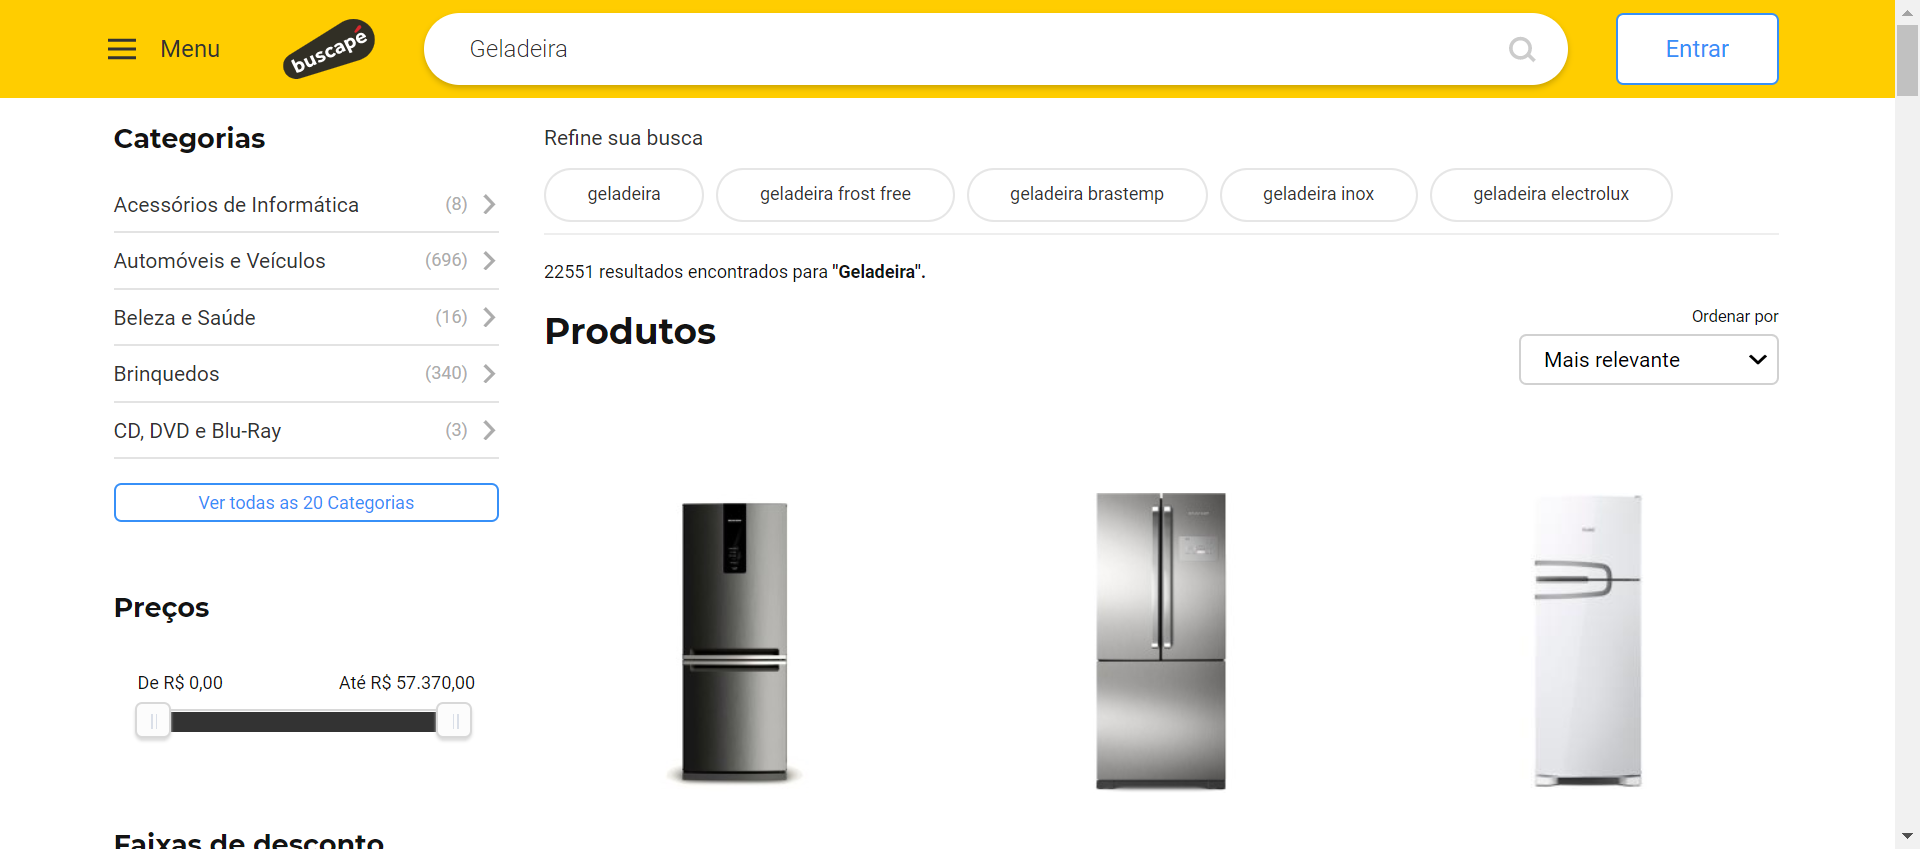 Menu
buscapé
Geladeira
Entrar
Categorias
Acessórios de Informática (8)
Automóveis e Veículos (696)
Beleza e Saúde (16)
Brinquedos (340)
CD, DVD e Blu-Ray (3)
Ver todas as 20 Categorias
Preços
De R$ 0,00 Até R$ 57.370,00
Faixas de desconto
Refine sua busca
geladeira
geladeira frost free
geladeira brastemp
geladeira inox
geladeira electrolux
22551 resultados encontrados para "Geladeira".
Produtos
Ordenar por
Mais relevante